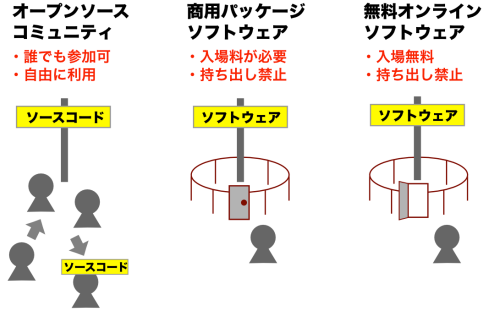 オープンソース
コミュニティ
・誰でも参加可
・自由に利用
ソースコード
ソースコード
商用パッケージ
ソフトウェア
・入場料が必要
・持ち出し禁止
ソフトウェア
無料オンライン
ソフトウェア
・入場無料
・持ち出し禁止
ソフトウェア